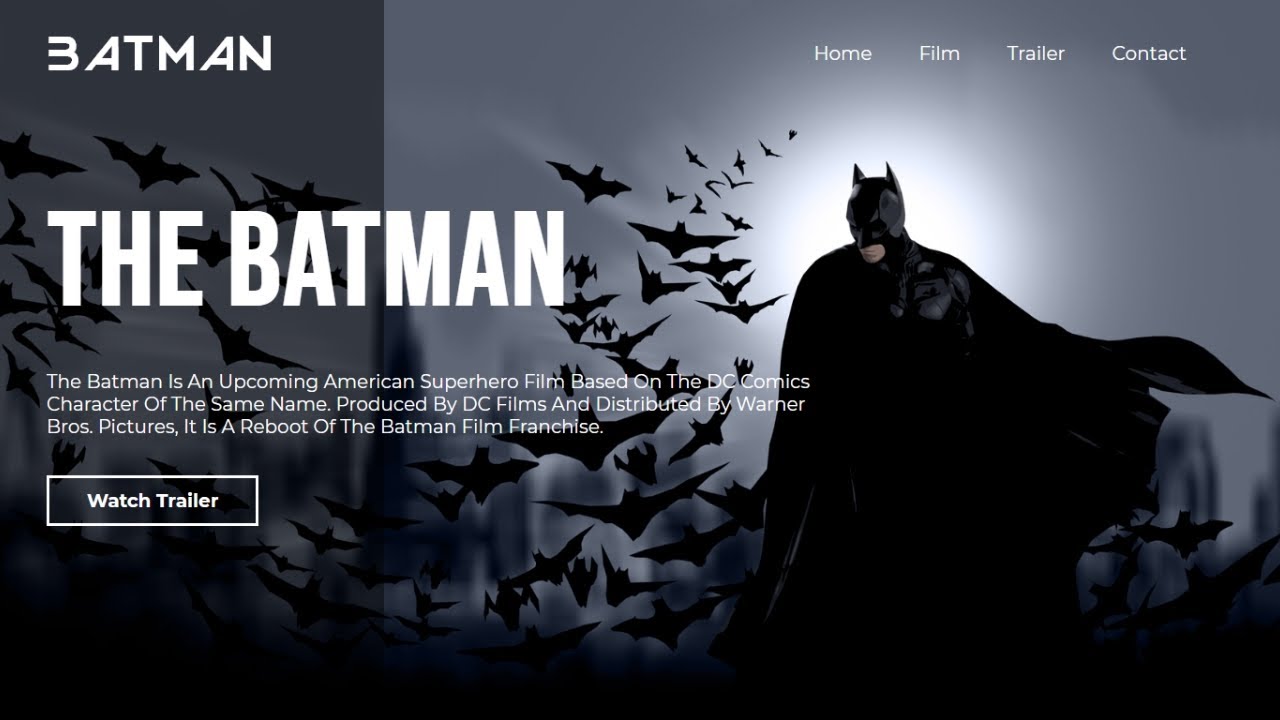 BATMAN
Home Film Trailer Contact
THE BATMAN
The Batman Is An Upcoming American Superhero Film Based On The DC Comics
Character Of The Same Name. Produced By DC Films And Distributed By Warner
Bros. Pictures, It Is A Reboot Of The Batman Film Franchise.
Watch Trailer